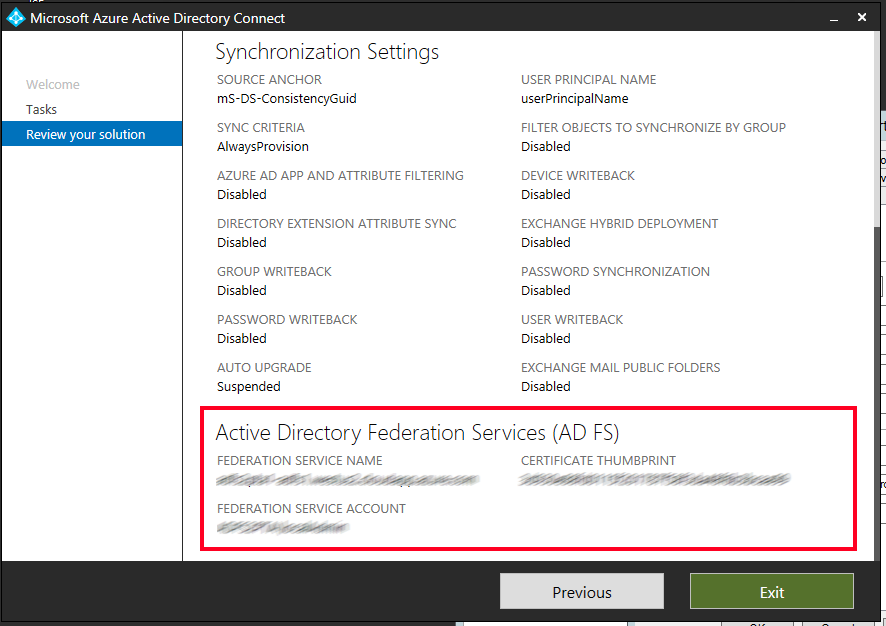 Microsoft Azure Active Directory Connect
Welcome
Tasks
Review your solution
Synchronization Settings
SOURCE ANCHOR
mS-DS-ConsistencyGuid
USER PRINCIPAL NAME
userPrincipalName
SYNC CRITERIA
AlwaysProvision
FILTER OBJECTS TO SYNCHRONIZE BY GROUP
Disabled
AZURE AD APP AND ATTRIBUTE FILTERING
Disabled
DEVICE WRITEBACK
Disabled
DIRECTORY EXTENSION ATTRIBUTE SYNC
Disabled
EXCHANGE HYBRID DEPLOYMENT
Disabled
GROUP WRITEBACK
Disabled
PASSWORD SYNCHRONIZATION
Disabled
PASSWORD WRITEBACK
Disabled
USER WRITEBACK
Disabled
AUTO UPGRADE
Suspended
EXCHANGE MAIL PUBLIC FOLDERS
Disabled
Active Directory Federation Services (AD FS)
FEDERATION SERVICE NAME
CERTIFICATE THUMBPRINT
FEDERATION SERVICE ACCOUNT
Previous
Exit